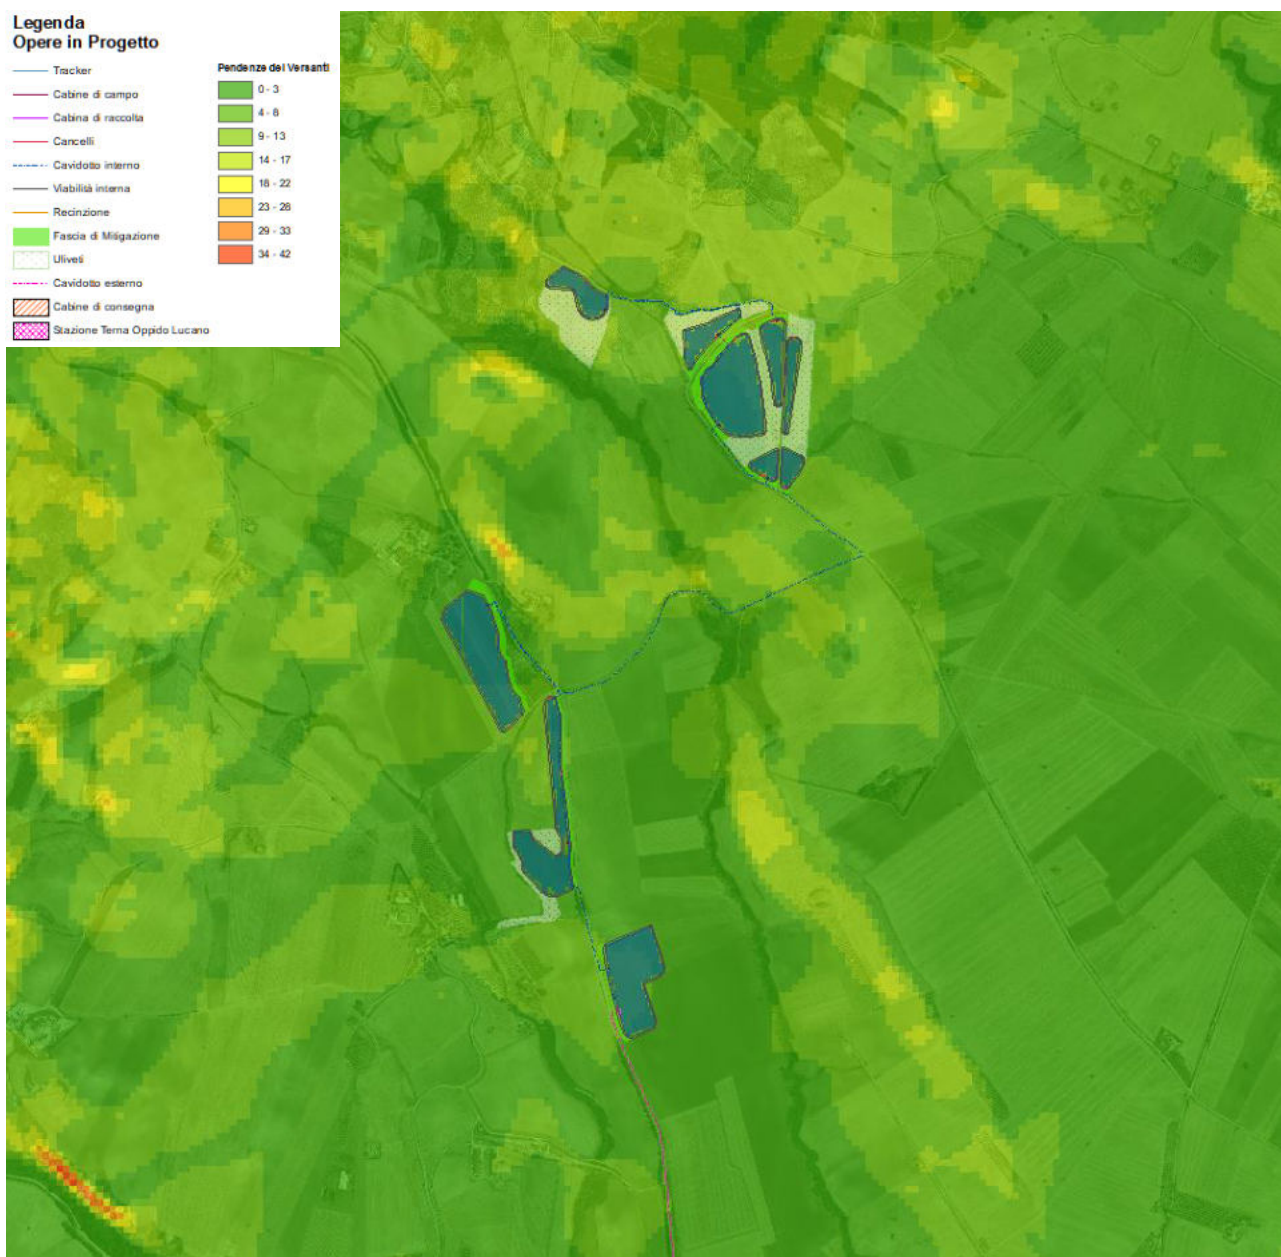 Legenda
Opere in Progetto
Tracker
Cabine di campo
Cabina di raccolta
Cancelli
Cavidotto interno
Viabilità interna
Recinzione
Fascia di Mitigazione
Uliveti
Cavidotto esterno
Cabine di consegna
Stazione Terna Oppido Lucano
Pendenze dei Versanti
0 - 3
4 - 8
9 - 13
14 - 17
18 - 22
23 - 28
29 - 33
34 - 42